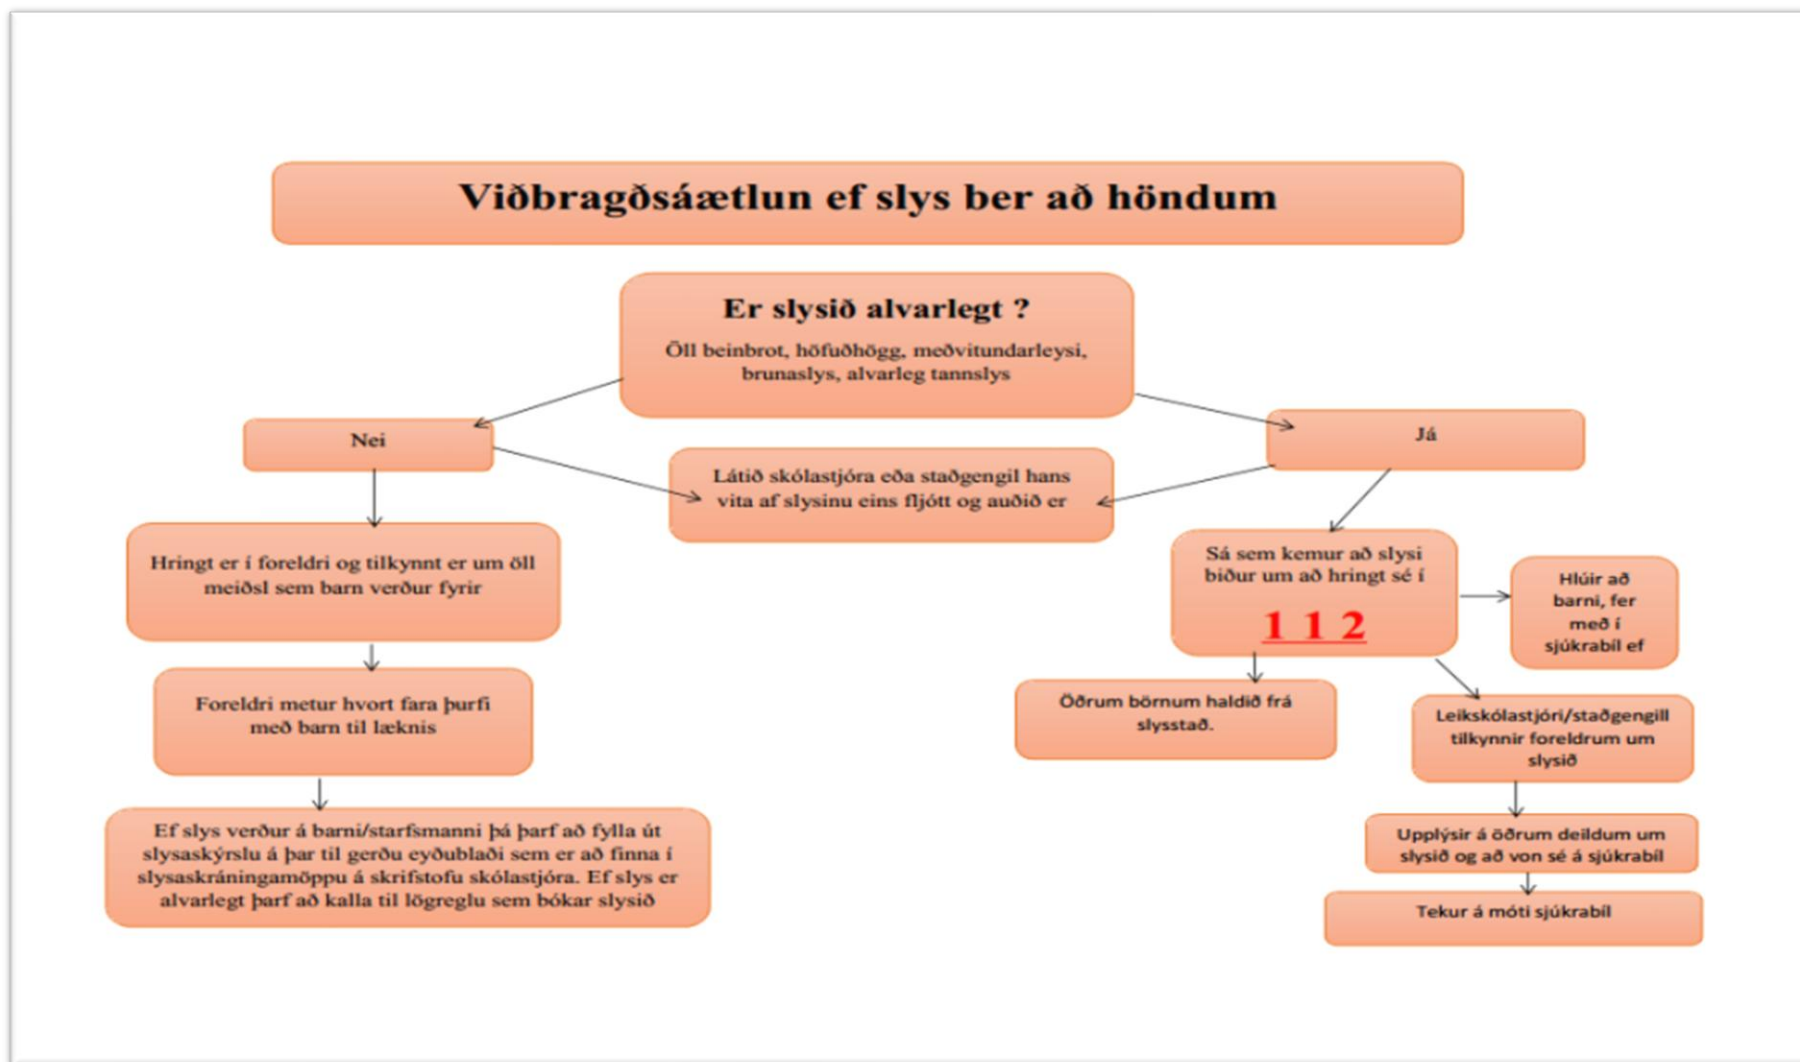 Viðbragðsáætlun ef slys ber að höndum
Er slysið alvarlegt ?
Öll beinbrot, höfuðhögg, meðvitundarleysi,
brunaslys, alvarleg tannslys
Nei
Já
Látið skólastjóra eða staðgengil hans
vita af slysinu eins fljótt og auðið er
Hringt er í foreldri og tilkynnt er um öll
meiðsl sem barn verður fyrir
Foreldri metur hvort fara þurfi
með barn til læknis
Ef slys verður á barni/starfsmanni þá þarf að fylla út
slysaskýrslu á þar til gerðu eyðublaði sem er að finna í
slysaskráningamöppu á skrifstofu skólastjóra. Ef slys er
alvarlegt þarf að kalla til lögreglu sem bókar slysið
Sá sem kemur að slysi
biður um að hringt sé í
1 1 2
Hlúir að
barni, fer
með í
sjúkrabíl ef
Öðrum börnum haldið frá
slysstað.
Leikskólastjóri/staðgengill
tilkynnir foreldrum um
slysið
Upplýsir á öðrum deildum um
slysið og að von sé á sjúkrabíl
Tekur á móti sjúkrabíl